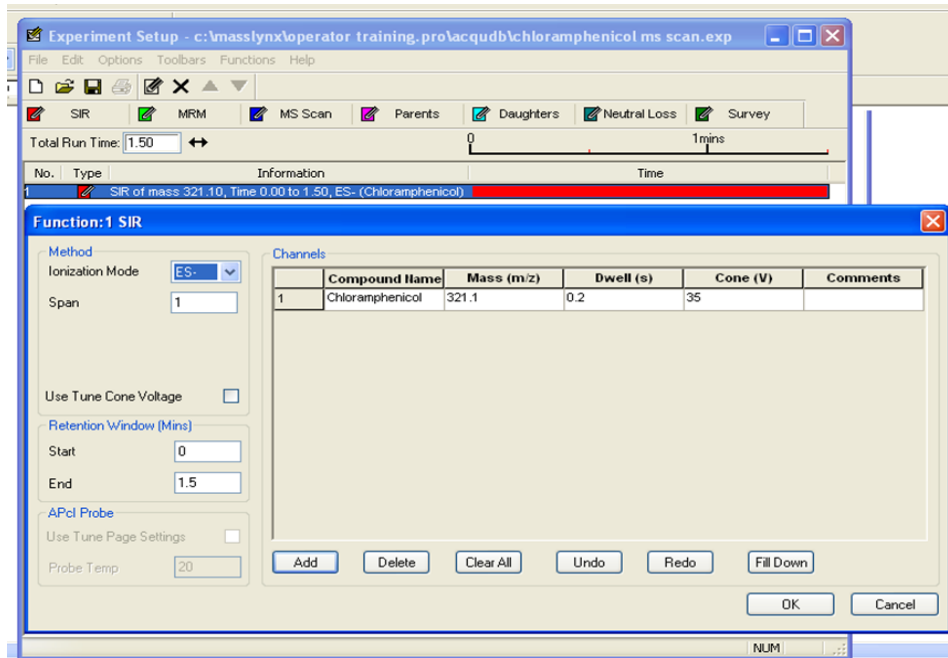 Experiment Setup - c:\masslynx\operator training.pro\acqudb\chloramphenicol ms scan.exp
File Edit Options Toolbars Functions Help
SIR MRM MS Scan Parents Daughters Neutral Loss Survey
Total Run Time: 1.50 0 1mins
No. Type Information Time
1 SIR of mass 321.10, Time 0.00 to 1.50, ES- (Chloramphenicol)
Function:1 SIR
Method
Ionization Mode ES-
Span 1
Use Tune Cone Voltage
Retention Window (Mins)
Start 0
End 1.5
APcI Probe
Use Tune Page Settings
Probe Temp 20
Channels
Compound Name Mass (m/z) Dwell (s) Cone (V) Comments
1 Chloramphenicol 321.1 0.2 35
Add Delete Clear All Undo Redo Fill Down
OK Cancel
NUM